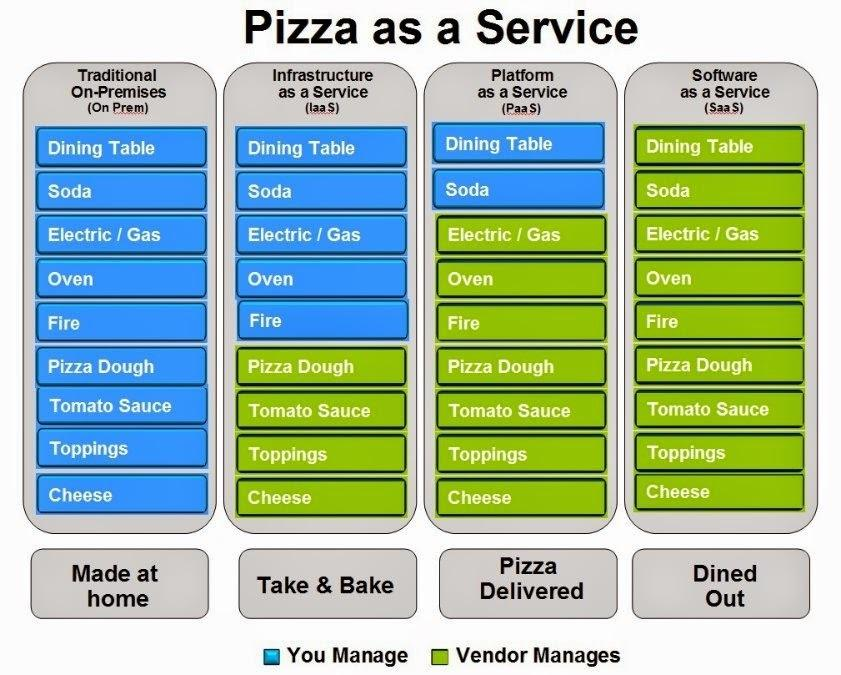 Pizza as a Service
Traditional
On-Premises
(On Prem)
Dining Table
Soda
Electric / Gas
Oven
Fire
Pizza Dough
Tomato Sauce
Toppings
Cheese
Made at
home
Infrastructure
as a Service
(IaaS)
Dining Table
Soda
Electric / Gas
Oven
Fire
Pizza Dough
Tomato Sauce
Toppings
Cheese
Take & Bake
Platform
as a Service
(PaaS)
Dining Table
Soda
Electric / Gas
Oven
Fire
Pizza Dough
Tomato Sauce
Toppings
Cheese
Pizza
Delivered
Software
as a Service
(SaaS)
Dining Table
Soda
Electric / Gas
Oven
Fire
Pizza Dough
Tomato Sauce
Toppings
Cheese
Dined
Out
You Manage
Vendor Manages